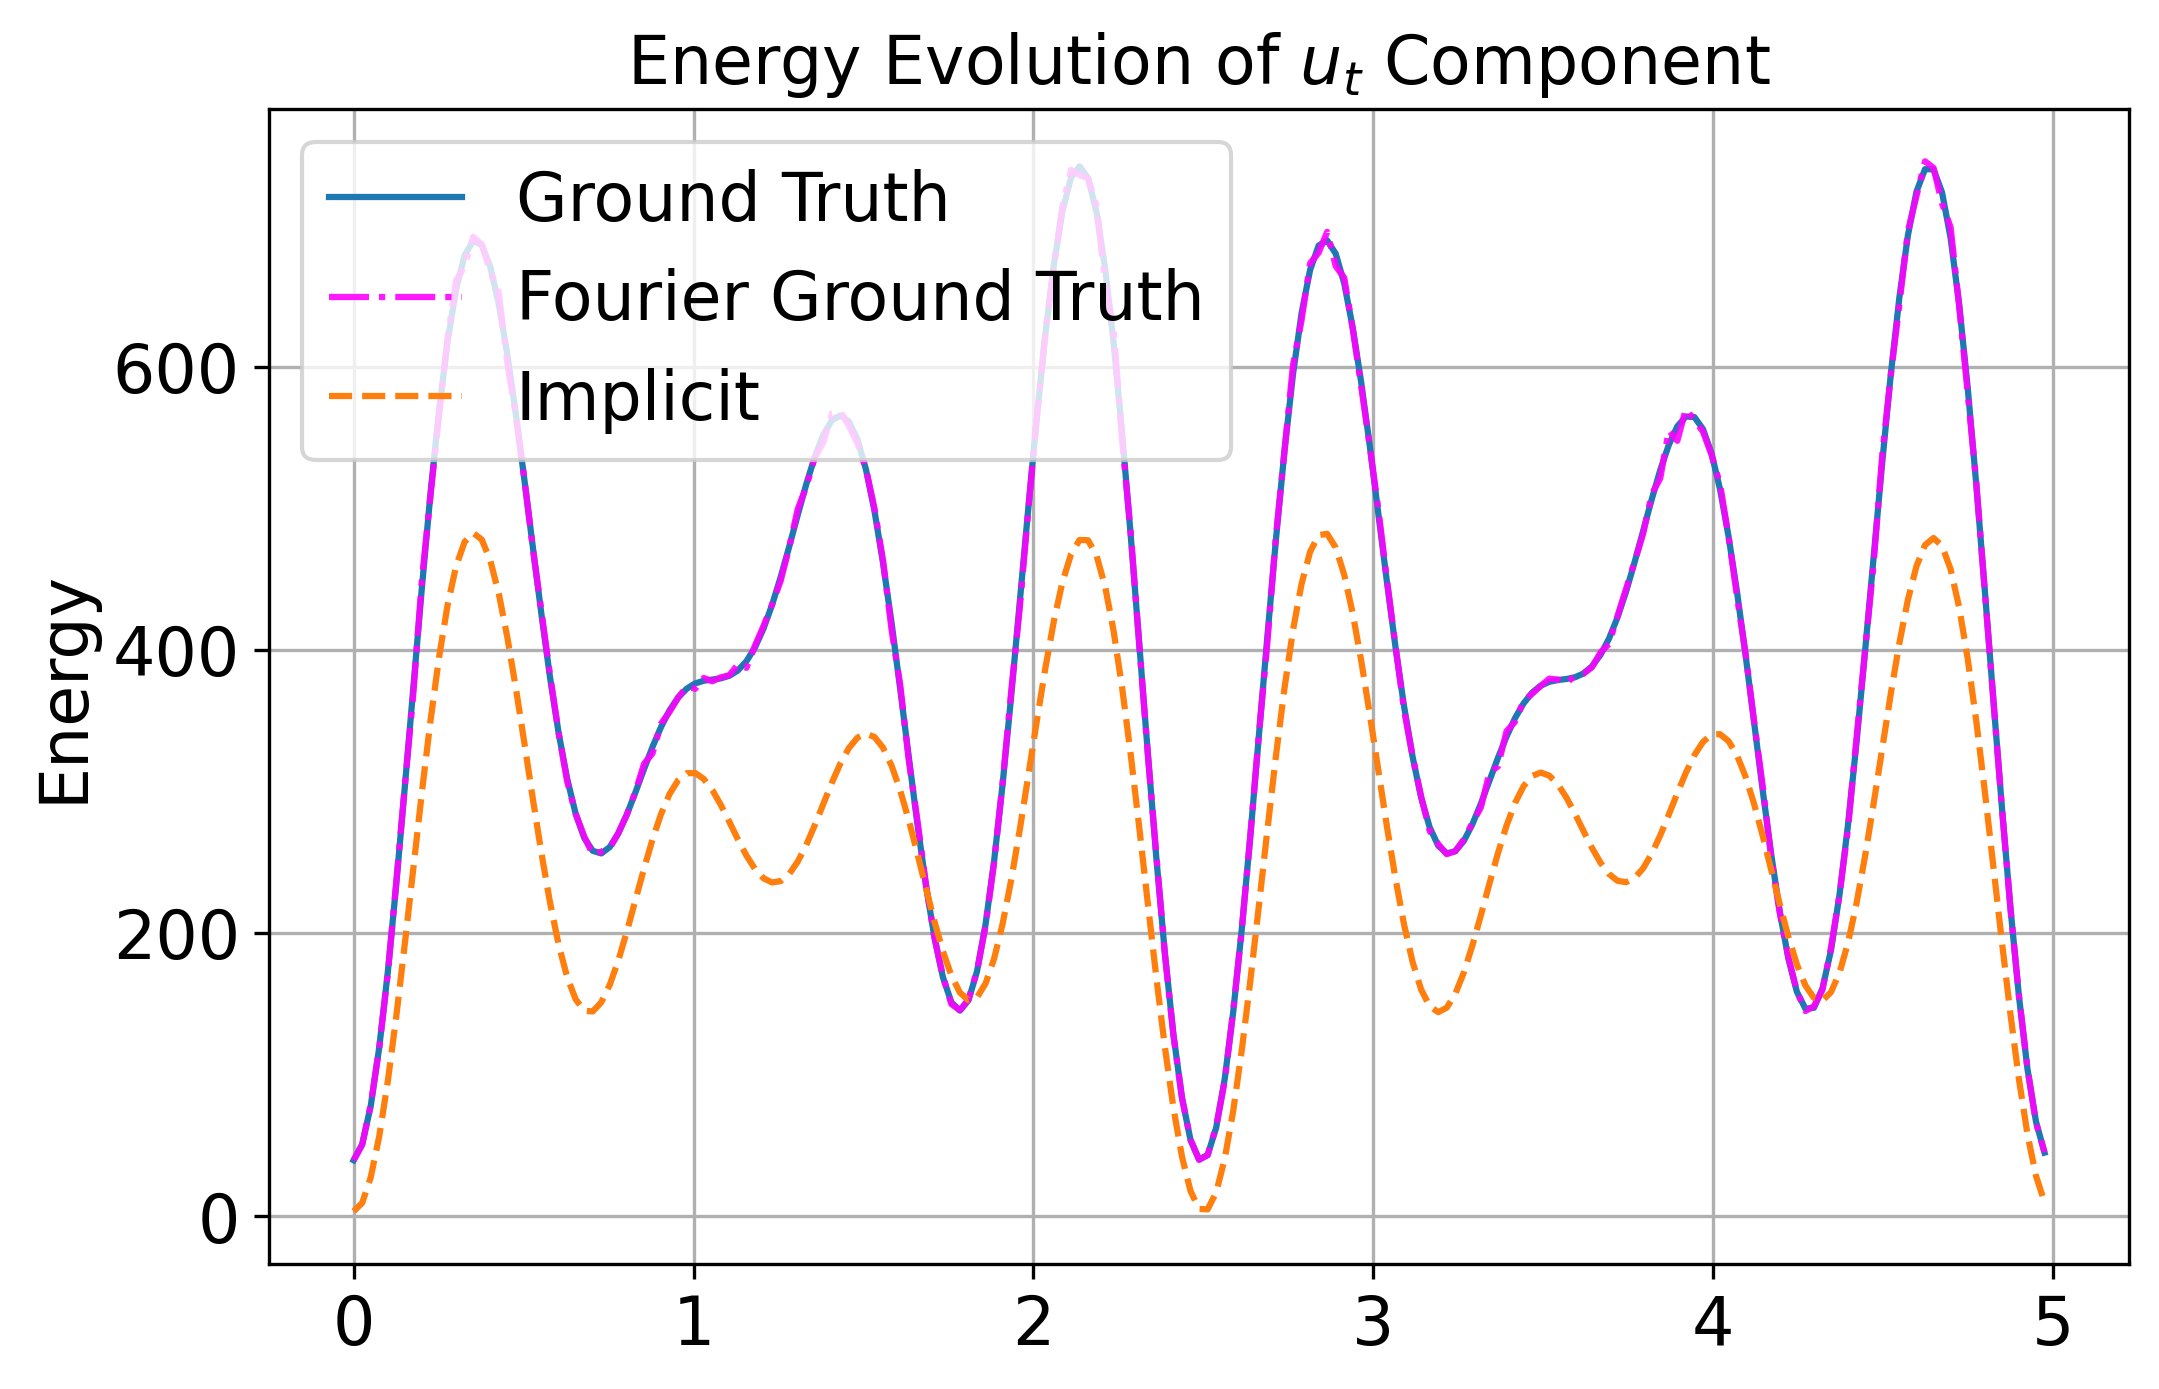 Energy Evolution of u_t Component
Ground Truth
Fourier Ground Truth
Implicit
Energy
600
400
200
0
0 1 2 3 4 5